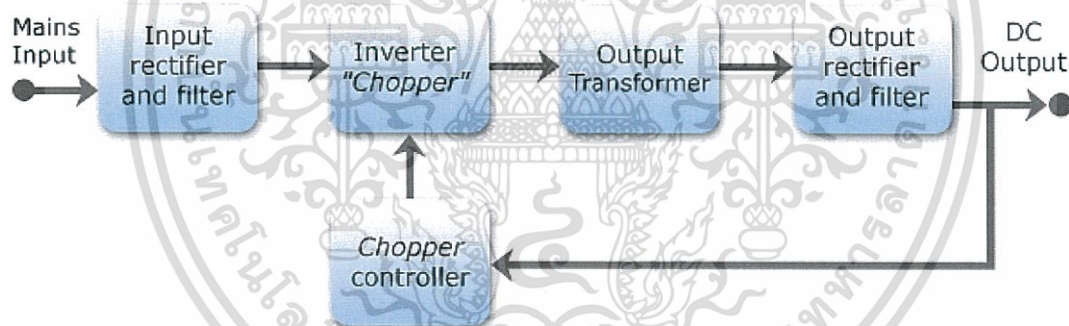 Mains
Input
Input
rectifier
and filter
Inverter
"Chopper"
Output
Transformer
Output
rectifier
and filter
DC
Output
Chopper
controller